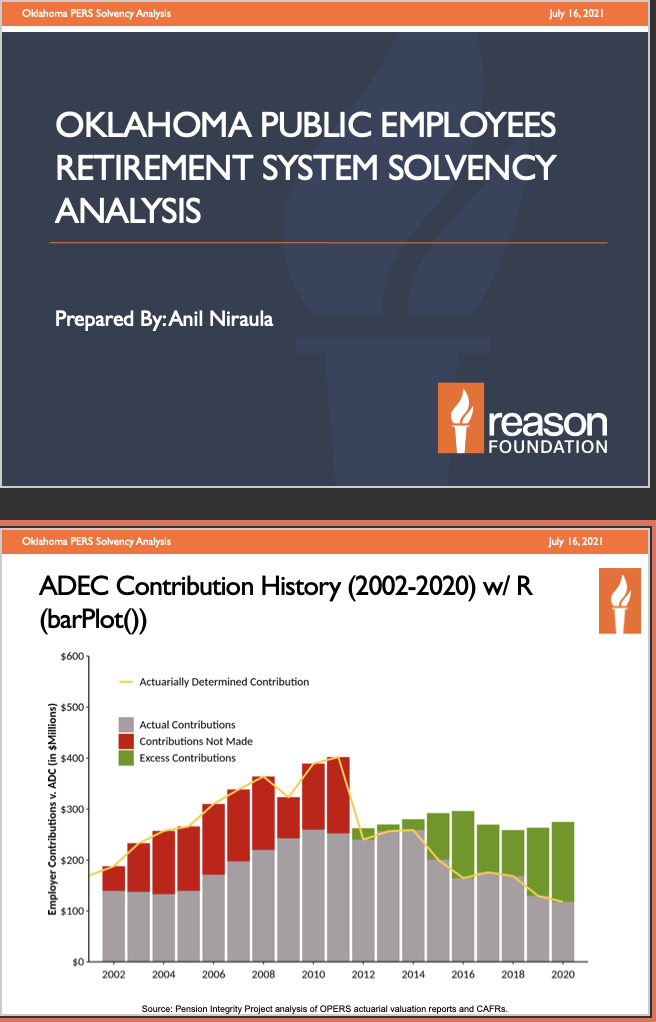 Oklahoma PERS Solvency Analysis July 16, 2021
OKLAHOMA PUBLIC EMPLOYEES
RETIREMENT SYSTEM SOLVENCY
ANALYSIS
Prepared By: Anil Niraula
reason
FOUNDATION
Oklahoma PERS Solvency Analysis July 16, 2021
ADEC Contribution History (2002-2020) w/ R
(barPlot())
Employer Contributions v. ADC (in $Millions)
$600
$500
$400
$300
$200
$100
$0
Actuarially Determined Contribution
Actual Contributions
Contributions Not Made
Excess Contributions
2002 2004 2006 2008 2010 2012 2014 2016 2018 2020
Source: Pension Integrity Project analysis of OPERS actuarial valuation reports and CAFRs.